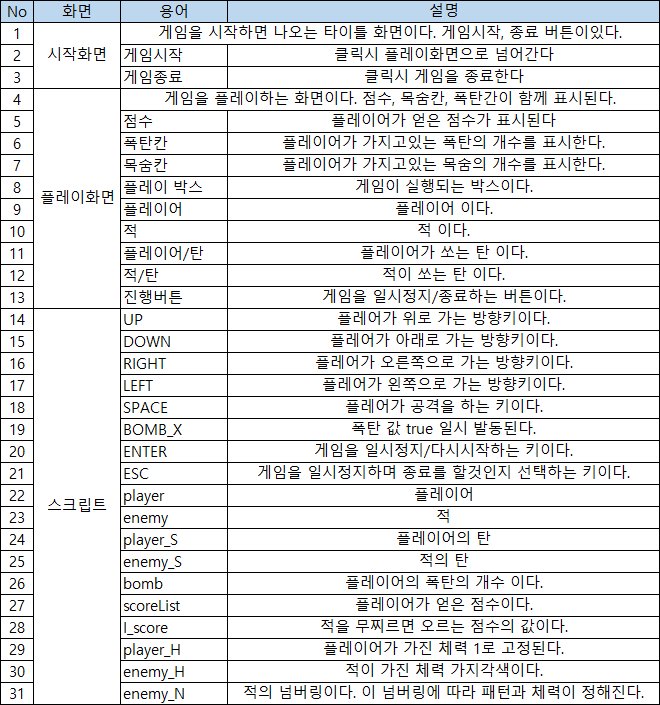 No 화면 용어 설명
1 시작화면 게임을 시작하면 나오는 타이틀 화면이다. 게임시작, 종료 버튼이있다.
2 게임시작 클릭시 플레이화면으로 넘어간다
3 게임종료 클릭시 게임을 종료한다
4 플레이화면 게임을 플레이하는 화면이다. 점수, 목숨칸, 폭탄간이 함께 표시된다.
5 점수 플레이어가 얻은 점수가 표시된다
6 폭탄칸 플레이어가 가지고있는 폭탄의 개수를 표시한다.
7 목숨칸 플레이어가 가지고있는 목숨의 개수를 표시한다.
8 플레이 박스 게임이 실행되는 박스이다.
9 플레이어 플레이어 이다.
10 적 적 이다.
11 플레이어/탄 플레이어가 쏘는 탄 이다.
12 적/탄 적이 쏘는 탄 이다.
13 진행버튼 게임을 일시정지/종료하는 버튼이다.
14 스크립트 UP 플레어가 위로 가는 방향키이다.
15 DOWN 플레어가 아래로 가는 방향키이다.
16 RIGHT 플레어가 오른쪽으로 가는 방향키이다.
17 LEFT 플레어가 왼쪽으로 가는 방향키이다.
18 SPACE 플레어가 공격을 하는 키이다.
19 BOMB_X 폭탄 값 true 일시 발동된다.
20 ENTER 게임을 일시정지/다시시작하는 키이다.
21 ESC 게임을 일시정지하며 종료를 할것인지 선택하는 키이다.
22 player 플레이어
23 enemy 적
24 player_S 플레이어의 탄
25 enemy_S 적의 탄
26 bomb 플레이어의 폭탄의 개수 이다.
27 scoreList 플레이어가 얻은 점수이다.
28 I_score 적을 무찌르면 오르는 점수의 값이다.
29 player_H 플레이어가 가진 체력 1로 고정된다.
30 enemy_H 적이 가진 체력 가지각색이다.
31 enemy_N 적의 넘버링이다. 이 넘버링에 따라 패턴과 체력이 정해진다.